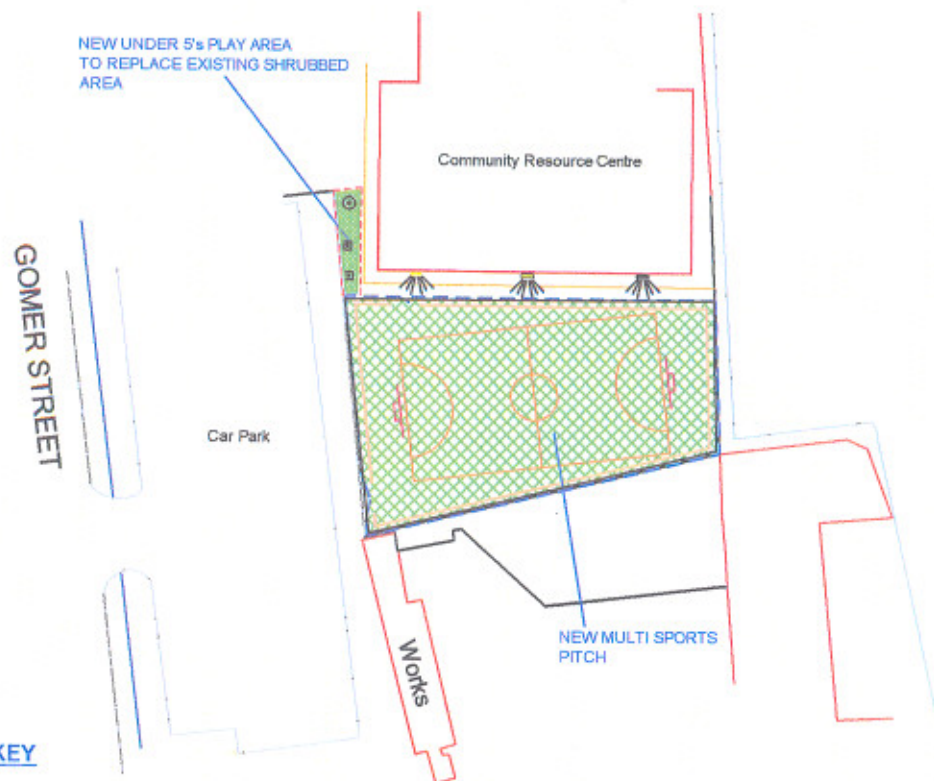 NEW UNDER 5's PLAY AREA
TO REPLACE EXISTING SHRUBBED
AREA
Community Resource Centre
GOMER STREET
Car Park
NEW MULTI SPORTS
PITCH
Works
KEY